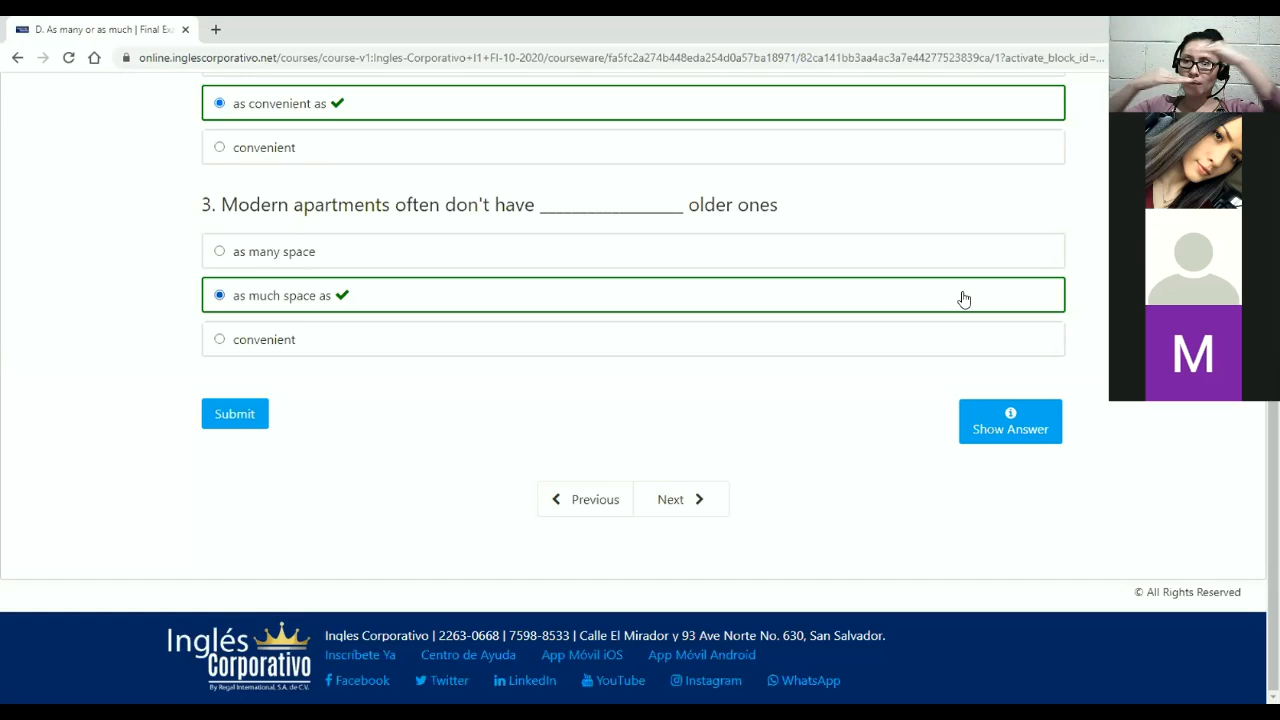 D. As many or as much | Final Exa
online.inglescorporativo.net/courses/course-v1:Ingles-Corporativo+I1+FI-10-2020/courseware/fa5fc2a274b448eda254d0a57ba18971/82ca141bb3aa4ac3a7e44277523839ca/1?activate_block_id=...
as convenient as
convenient
3. Modern apartments often don't have __________________ older ones
as many space
as much space as
convenient
Submit
Show Answer
Previous
Next
© All Rights Reserved
Inglés Corporativo
By Regal International, S.A. de C.V.
Ingles Corporativo | 2263-0668 | 7598-8533 | Calle El Mirador y 93 Ave Norte No. 630, San Salvador.
Inscríbete Ya Centro de Ayuda App Móvil iOS App Móvil Android
Facebook Twitter LinkedIn YouTube Instagram WhatsApp
M